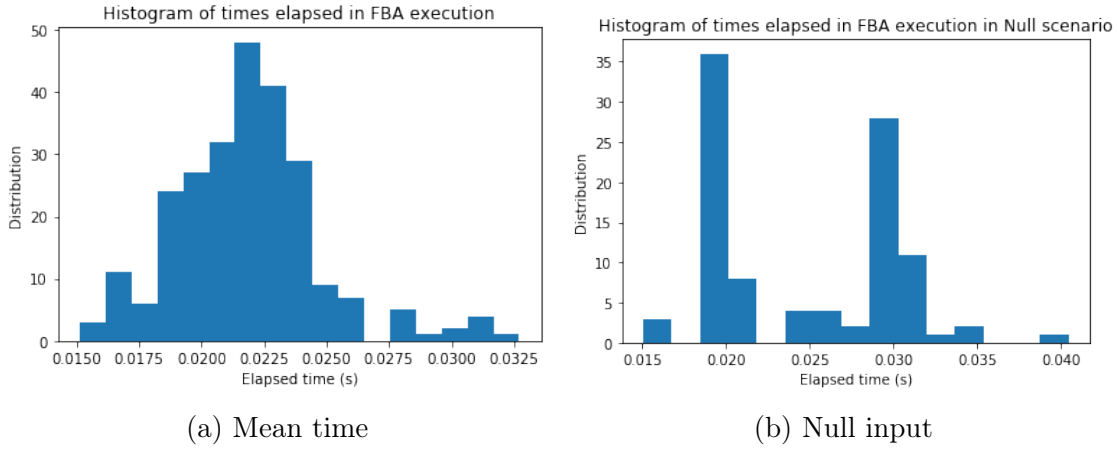 Histogram of times elapsed in FBA execution
50
40
30
20
10
0
Distribution
0.0150 0.0175 0.0200 0.0225 0.0250 0.0275 0.0300 0.0325
Elapsed time (s)
(a) Mean time
Histogram of times elapsed in FBA execution in Null scenario
35
30
25
20
15
10
5
0
Distribution
0.015 0.020 0.025 0.030 0.035 0.040
Elapsed time (s)
(b) Null input